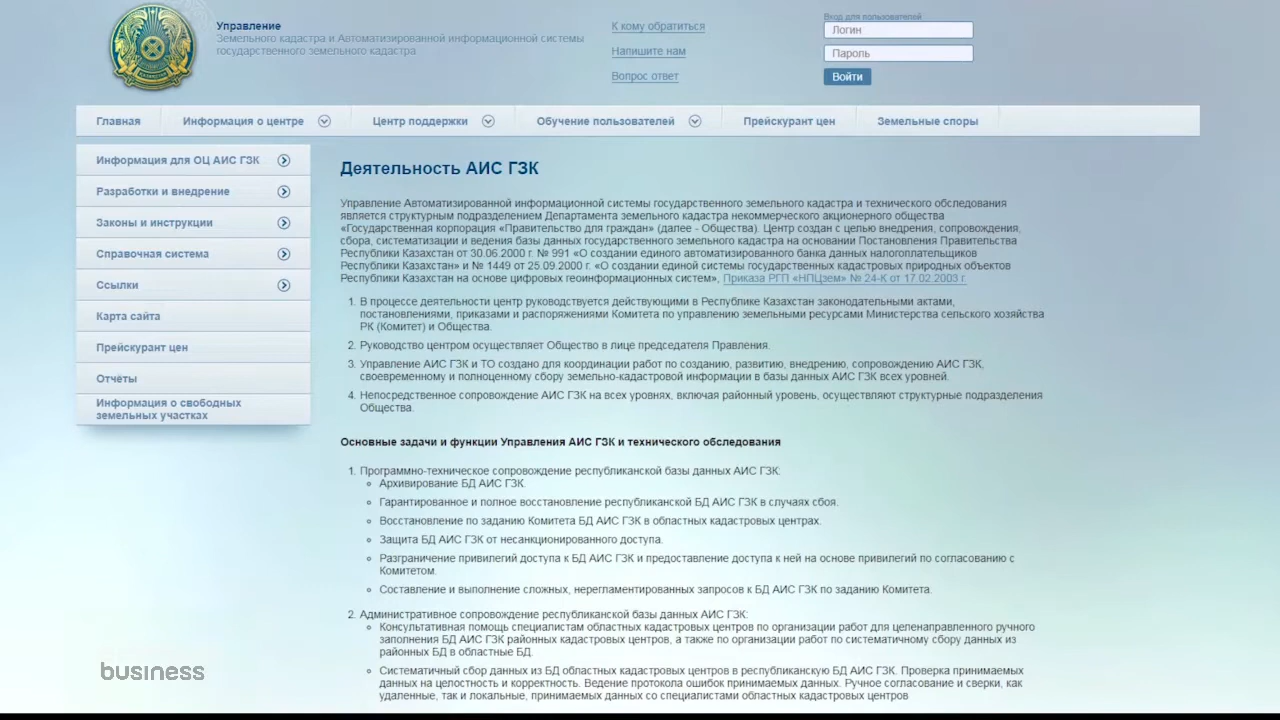 Управление
Земельного кадастра и Автоматизированной информационной системы
государственного земельного кадастра
К кому обратиться
Напишите нам
Вопрос ответ
Вход для пользователей
Логин
Пароль
Войти
КАЗАКСТАН
Главная
Информация о центре
Центр поддержки
Обучение пользователей
Прейскурант цен
Земельные споры
Информация для ОЦ АИС ГЗК
Разработки и внедрение
Законы и инструкции
Справочная система
Ссылки
Карта сайта
Прейскурант цен
Отчёты
Информация о свободных
земельных участках
Деятельность АИС ГЗК
Управление Автоматизированной информационной системы государственного земельного кадастра и технического обследования
является структурным подразделением Департамента земельного кадастра некоммерческого акционерного общества
«Государственная корпорация «Правительство для граждан» (далее - Общества). Центр создан с целью внедрения, сопровождения,
сбора, систематизации и ведения базы данных государственного земельного кадастра на основании Постановления Правительства
Республики Казахстан от 30.06.2000 г. № 991 «О создании единого автоматизированного банка данных налогоплательщиков
Республики Казахстан» и № 1449 от 25.09.2000 г. «О создании единой системы государственных кадастровых природных объектов
Республики Казахстан на основе цифровых геоинформационных систем», Приказа РГП «НПЦзем» № 24-К от 17.02.2003 г.
1. В процессе деятельности центр руководствуется действующими в Республике Казахстан законодательными актами,
постановлениями, приказами и распоряжениями Комитета по управлению земельными ресурсами Министерства сельского хозяйства
РК (Комитет) и Общества.
2. Руководство центром осуществляет Общество в лице председателя Правления.
3. Управление АИС ГЗК и ТО создано для координации работ по созданию, развитию, внедрению, сопровождению АИС ГЗК,
своевременному и полноценному сбору земельно-кадастровой информации в базы данных АИС ГЗК всех уровней.
4. Непосредственное сопровождение АИС ГЗК на всех уровнях, включая районный уровень, осуществляют структурные подразделения
Общества.
Основные задачи и функции Управления АИС ГЗК и технического обследования
1. Программно-техническое сопровождение республиканской базы данных АИС ГЗК:
Архивирование БД АИС ГЗК.
Гарантированное и полное восстановление республиканской БД АИС ГЗК в случаях сбоя.
Восстановление по заданию Комитета БД АИС ГЗК в областных кадастровых центрах.
Защита БД АИС ГЗК от несанкционированного доступа.
Разграничение привилегий доступа к БД АИС ГЗК и предоставление доступа к ней на основе привилегий по согласованию с
Комитетом.
Составление и выполнение сложных, нерегламентированных запросов к БД АИС ГЗК по заданию Комитета.
2. Административное сопровождение республиканской базы данных АИС ГЗК:
Консультативная помощь специалистам областных кадастровых центров по организации работ для целенаправленного ручного
заполнения БД АИС ГЗК районных кадастровых центров, а также по организации работ по систематичному сбору данных из
районных БД в областные БД.
Систематичный сбор данных из БД областных кадастровых центров в республиканскую БД АИС ГЗК. Проверка принимаемых
данных на целостность и корректность. Ведение протокола ошибок принимаемых данных. Ручное согласование и сверки, как
удаленные, так и локальные, принимаемых данных со специалистами областных кадастровых центров
business